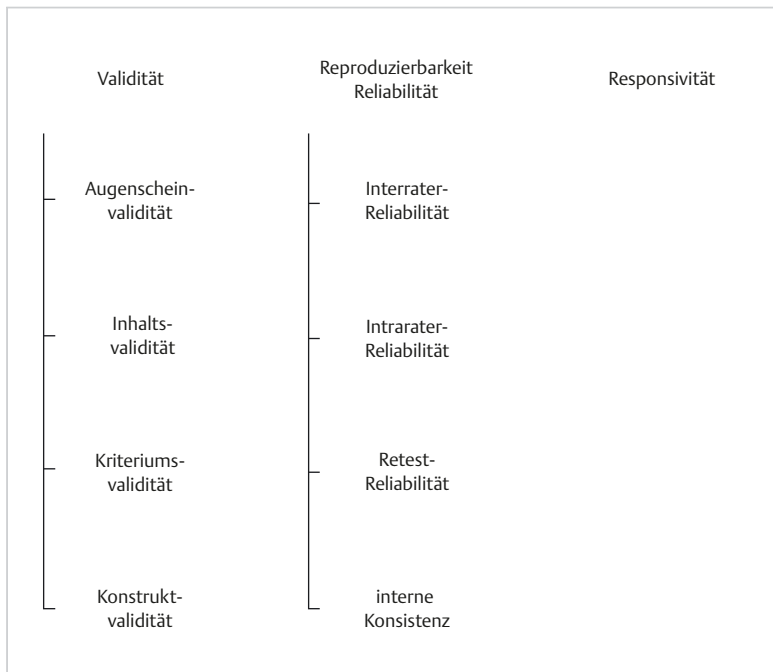 Validität
Reproduzierbarkeit
Reliabilität
Responsivität
Augenschein-
validität
Inhalts-
validität
Kriteriums-
validität
Konstrukt-
validität
Interrater-
Reliabilität
Intrarater-
Reliabilität
Retest-
Reliabilität
interne
Konsistenz